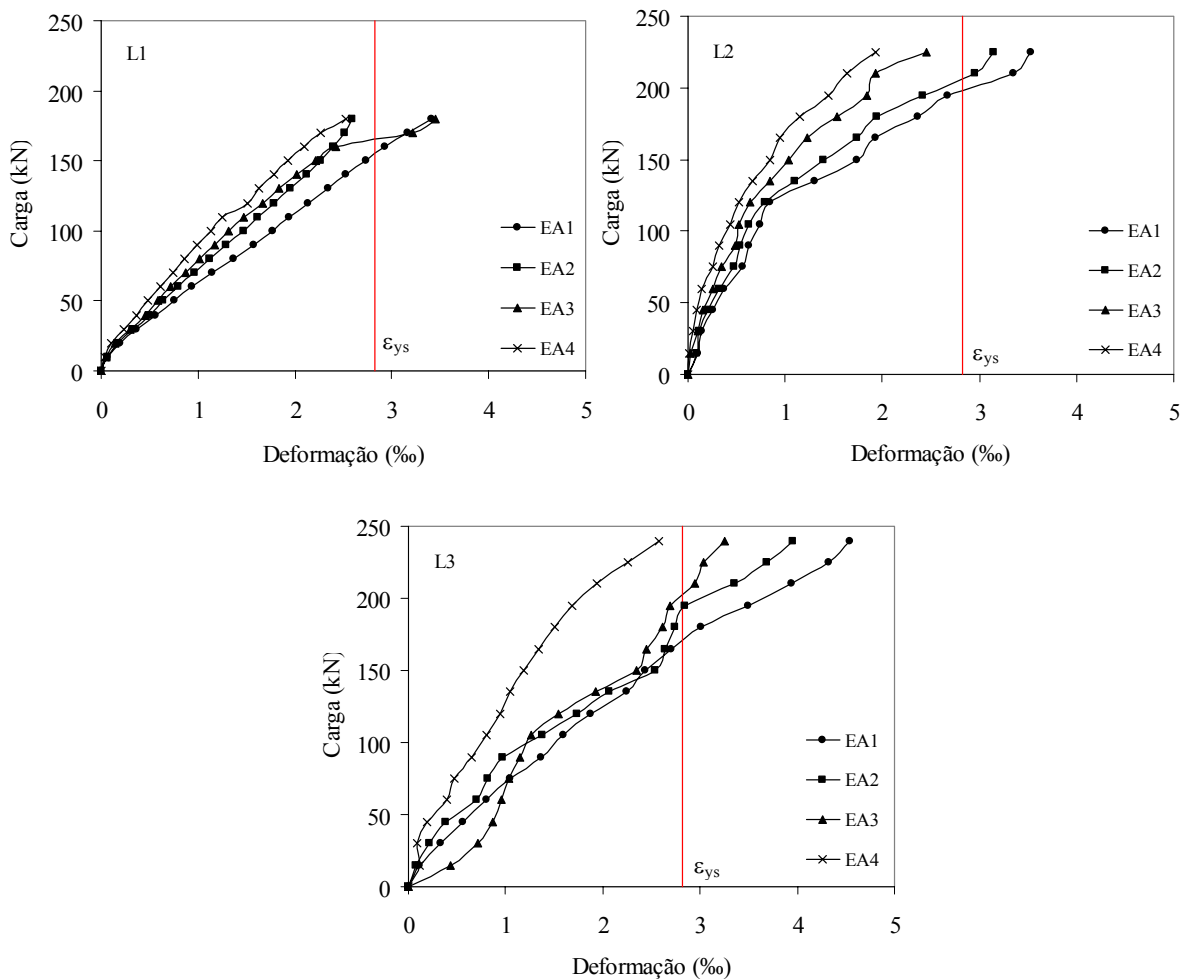 250
L1
200
150
Carga (kN)
100
EA1
EA2
50
EA3
εys
EA4
0
0 1 2 3 4 5
Deformação (‰)
250
L2
200
150
Carga (kN)
100
EA1
EA2
50
EA3
εys
EA4
0
0 1 2 3 4 5
Deformação (‰)
250
L3
200
150
Carga (kN)
100
EA1
EA2
50
EA3
εys
EA4
0
0 1 2 3 4 5
Deformação (‰)